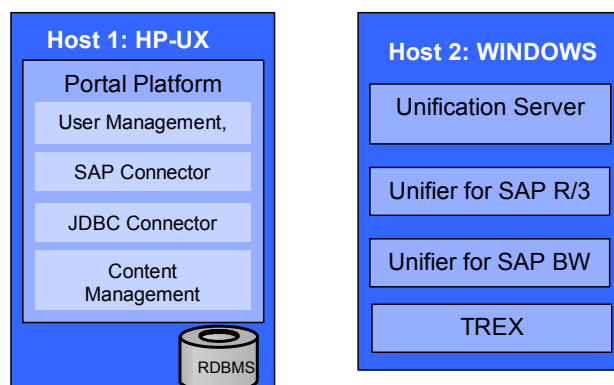 Host 1: HP-UX
Portal Platform
User Management,
SAP Connector
JDBC Connector
Content
Management
RDBMS
Host 2: WINDOWS
Unification Server
Unifier for SAP R/3
Unifier for SAP BW
TREX